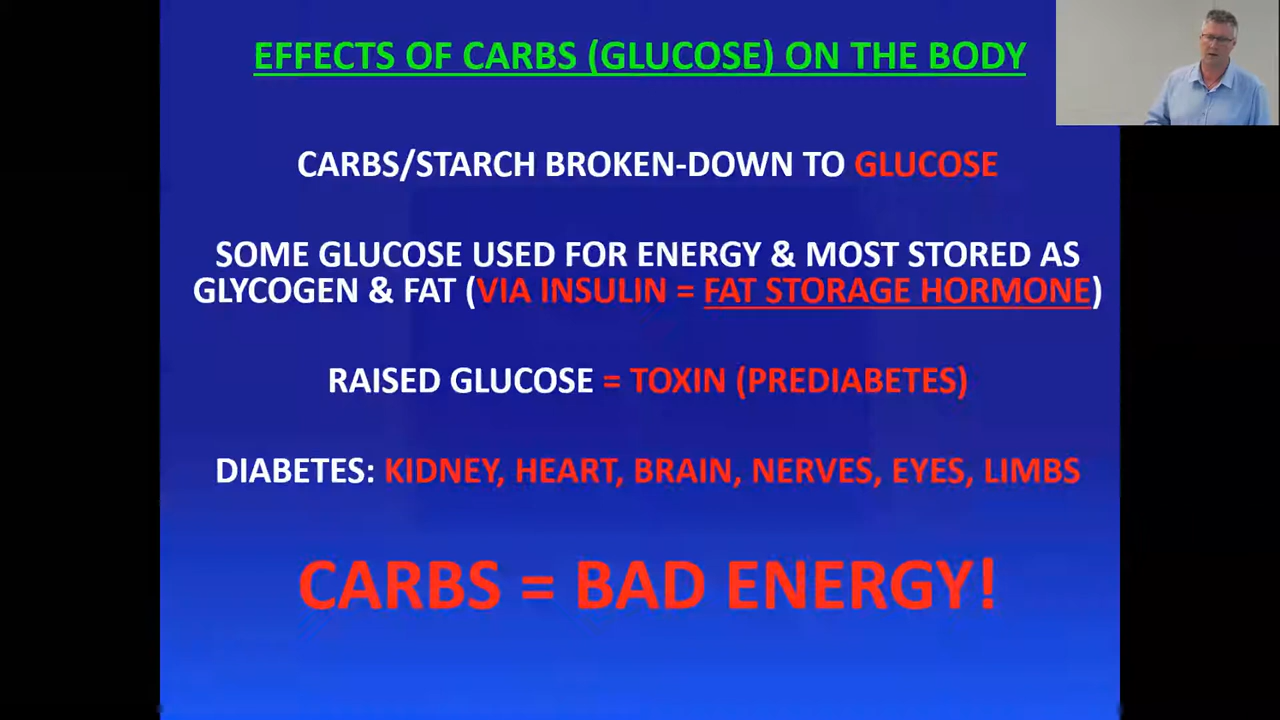 EFFECTS OF CARBS (GLUCOSE) ON THE BODY
CARBS/STARCH BROKEN-DOWN TO GLUCOSE
SOME GLUCOSE USED FOR ENERGY & MOST STORED AS
GLYCOGEN & FAT (VIA INSULIN = FAT STORAGE HORMONE)
RAISED GLUCOSE = TOXIN (PREDIABETES)
DIABETES: KIDNEY, HEART, BRAIN, NERVES, EYES, LIMBS
CARBS = BAD ENERGY!